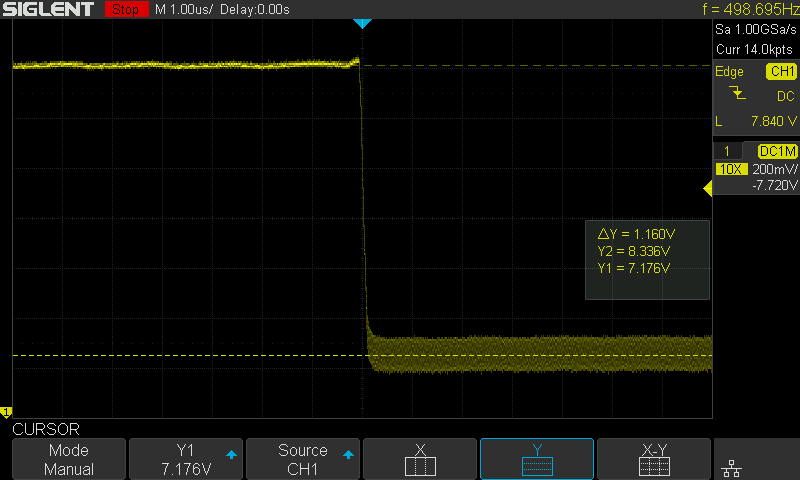 SIGLENT Stop M 1.00us/ Delay:0.00s f = 498.695Hz
Sa 1.00GSa/s
Curr 14.0kpts
Edge CH1
DC
L 7.840 V
1 DC1M
10X 200mV/
-7.720V
△Y = 1.160V
Y2 = 8.336V
Y1 = 7.176V
1
CURSOR
Mode
Manual
Y1
7.176V
Source
CH1
X
Y
X-Y